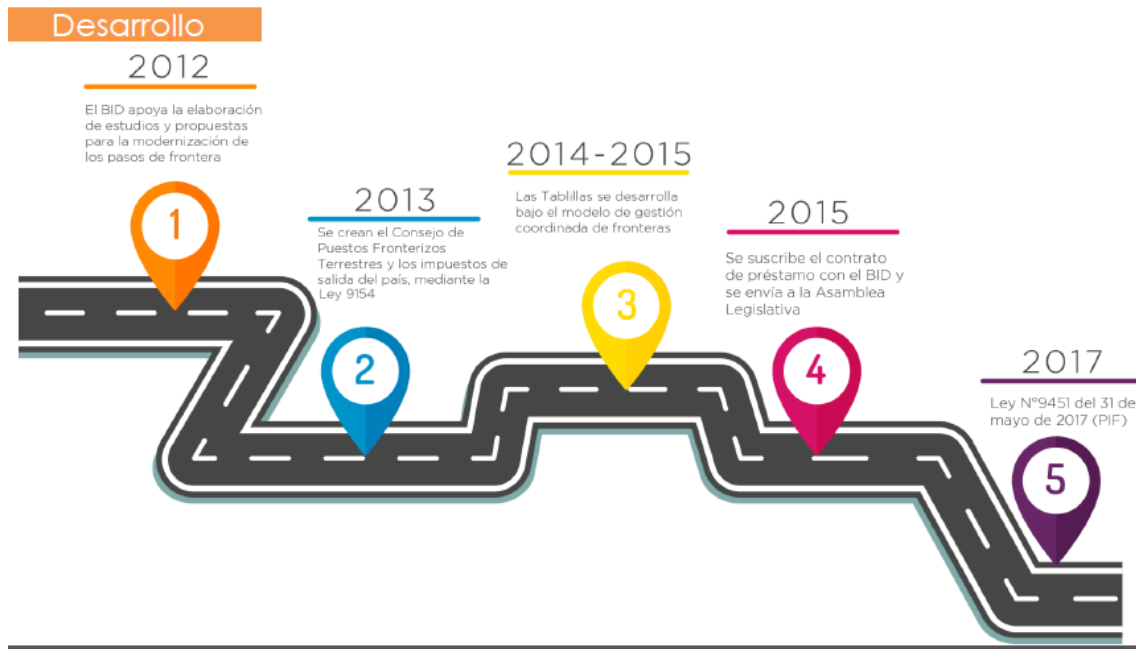 Desarrollo
2012
El BID apoya la elaboración
de estudios y propuestas
para la modernización de
los pasos de frontera
1
2013
Se crean el Consejo de
Puestos Fronterizos
Terrestres y los impuestos de
salida del país, mediante la
Ley 9154
2
2014-2015
Las Tablillas se desarrolla
bajo el modelo de gestión
coordinada de fronteras
3
2015
Se suscribe el contrato
de préstamo con el BID y
se envía a la Asamblea
Legislativa
4
2017
Ley N°9451 del 31 de
mayo de 2017 (PIF)
5